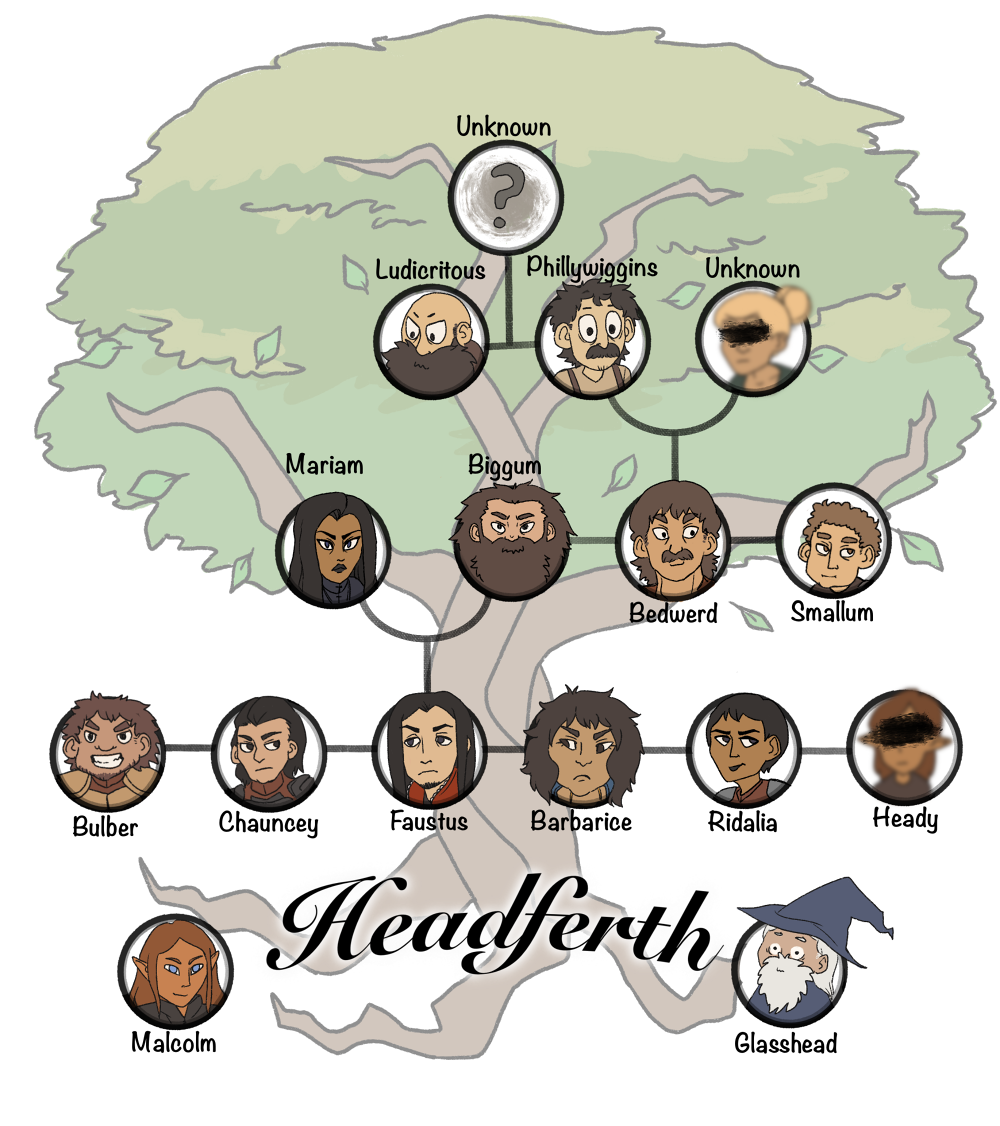 Unknown
?
Ludicritous
Phillywiggins
Unknown
Mariam
Biggum
Bedwerd
Smallum
Bulber
Chauncey
Faustus
Barbarice
Ridalia
Heady
Headferth
Malcolm
Glasshead